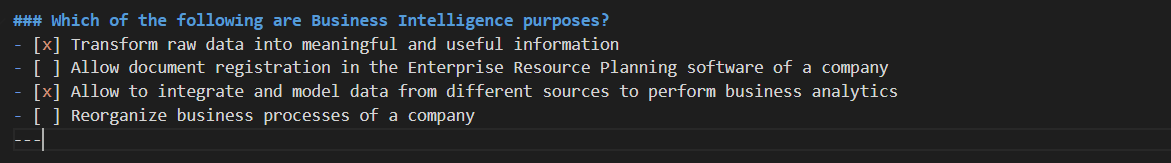 ### Which of the following are Business Intelligence purposes?
- [x] Transform raw data into meaningful and useful information
- [ ] Allow document registration in the Enterprise Resource Planning software of a company
- [x] Allow to integrate and model data from different sources to perform business analytics
- [ ] Reorganize business processes of a company
---